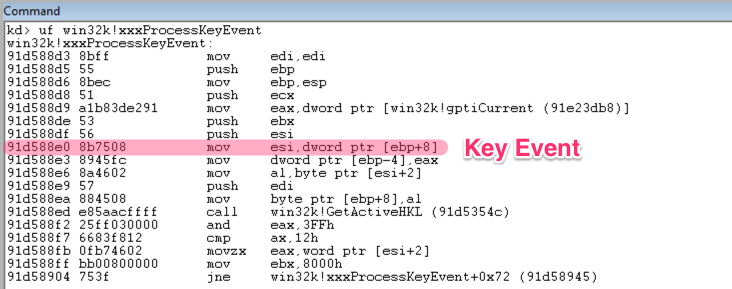 Command
kd> uf win32k!xxxProcessKeyEvent
win32k!xxxProcessKeyEvent:
91d588d3 8bff mov edi,edi
91d588d5 55 push ebp
91d588d6 8bec mov ebp,esp
91d588d8 51 push ecx
91d588d9 a1b83de291 mov eax,dword ptr [win32k!gptiCurrent (91e23db8)]
91d588de 53 push ebx
91d588df 56 push esi
91d588e0 8b7508 mov esi,dword ptr [ebp+8] Key Event
91d588e3 8945fc mov dword ptr [ebp-4],eax
91d588e6 8a4602 mov al,byte ptr [esi+2]
91d588e9 57 push edi
91d588ea 884508 mov byte ptr [ebp+8],al
91d588ed e85aacffff call win32k!GetActiveHKL (91d5354c)
91d588f2 25ff030000 and eax,3FFh
91d588f7 6683f812 cmp ax,12h
91d588fb 0fb74602 movzx eax,word ptr [esi+2]
91d588ff bb00800000 mov ebx,8000h
91d58904 753f jne win32k!xxxProcessKeyEvent+0x72 (91d58945)